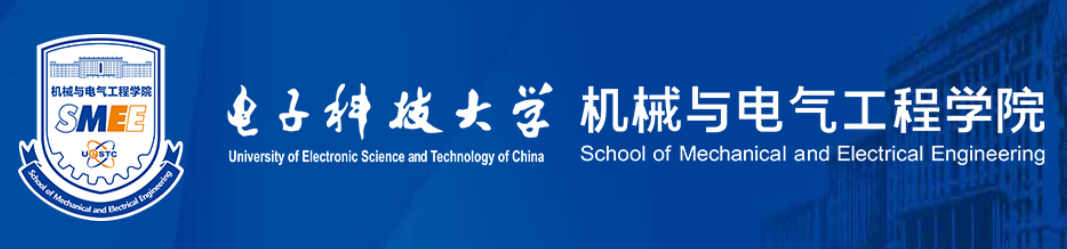 机械与电气工程学院
SMEE
UESTC
School of Mechanical and Electrical Engineering
电子科技大学
University of Electronic Science and Technology of China
机械与电气工程学院
School of Mechanical and Electrical Engineering